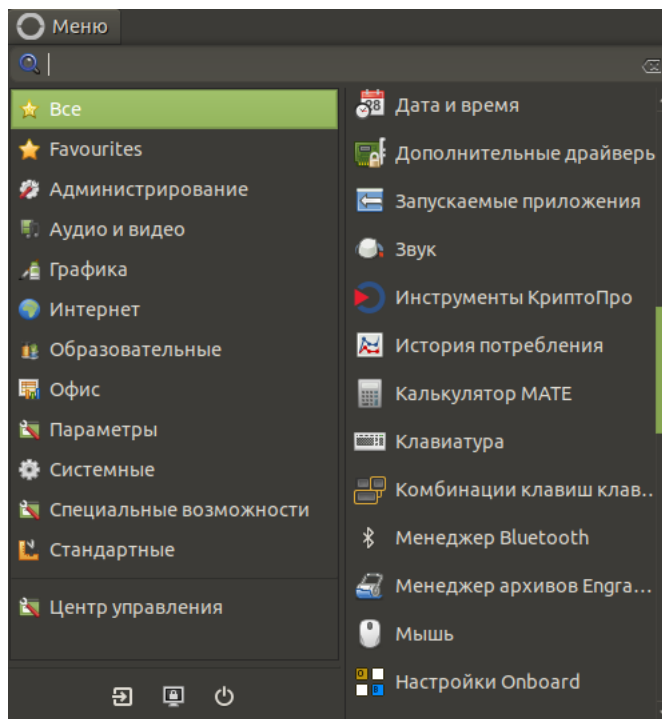 Меню
Все
Favourites
Администрирование
Аудио и видео
Графика
Интернет
Образовательные
Офис
Параметры
Системные
Специальные возможности
Стандартные
Центр управления
Дата и время
Дополнительные драйверь
Запускаемые приложения
Звук
Инструменты КриптоПро
История потребления
Калькулятор MATE
Клавиатура
Комбинации клавиш клав...
Менеджер Bluetooth
Менеджер архивов Engra...
Мышь
Настройки Onboard